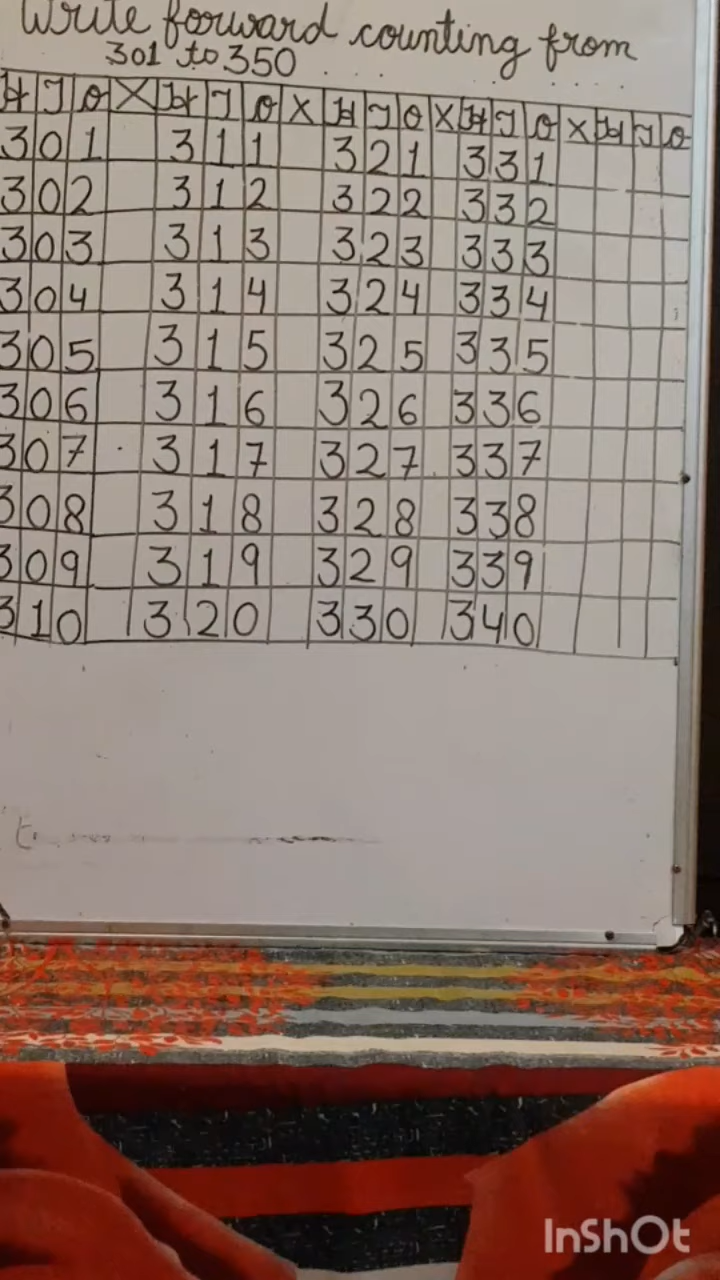 Write forward counting from
301 to 350
H T O X H T O X H T O X H T O X H T O
301 311 321 331
302 312 322 332
303 313 323 333
304 314 324 334
305 315 325 335
306 316 326 336
307 317 327 337
308 318 328 338
309 319 329 339
310 320 330 340
InShOt